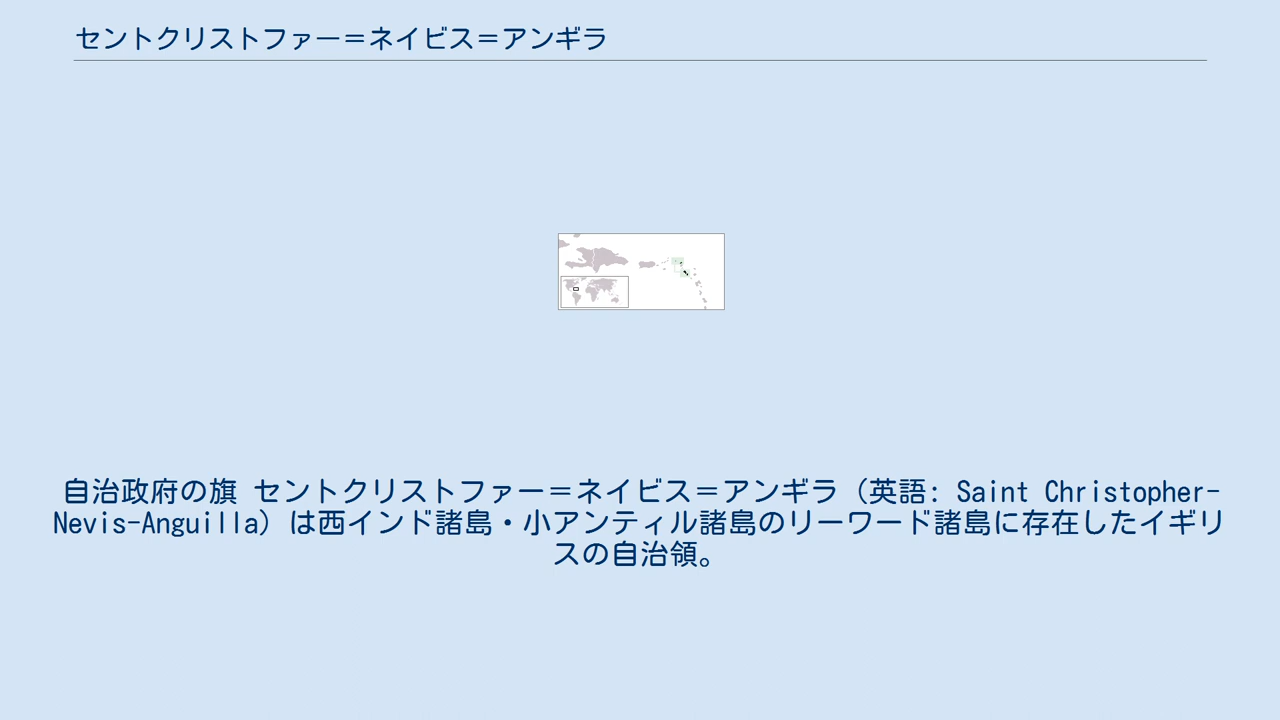 セントクリストファー＝ネイビス＝アンギラ
自治政府の旗 セントクリストファー＝ネイビス＝アンギラ（英語: Saint Christopher-
Nevis-Anguilla）は西インド諸島・小アンティル諸島のリーワード諸島に存在したイギリ
スの自治領。